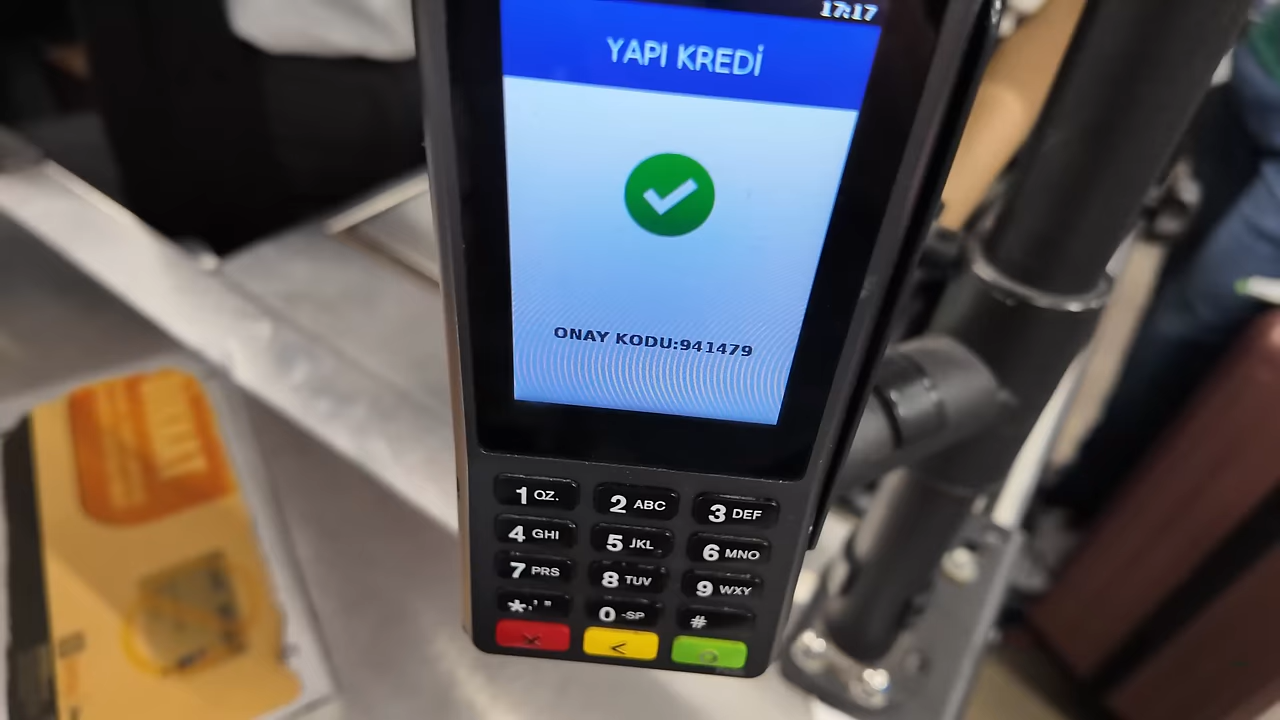 17:17
YAPI KREDİ
ONAY KODU:941479
1 QZ. 2 ABC 3 DEF
4 GHI 5 JKL 6 MNO
7 PRS 8 TUV 9 WXY
*,' " 0 -SP #